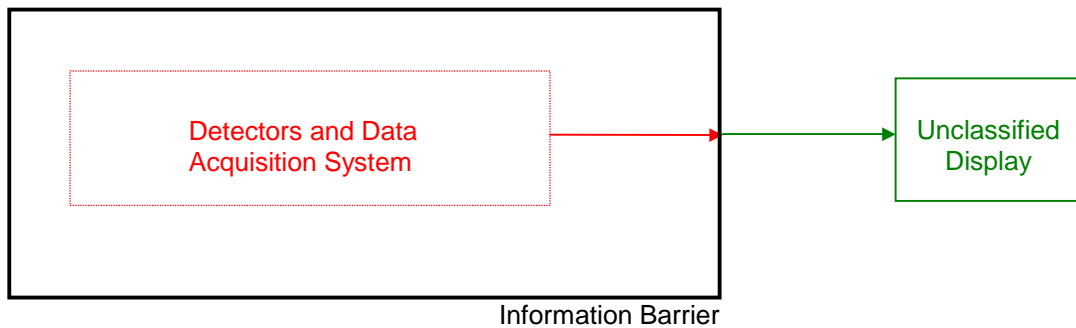 Detectors and Data
Acquisition System
Unclassified
Display
Information Barrier